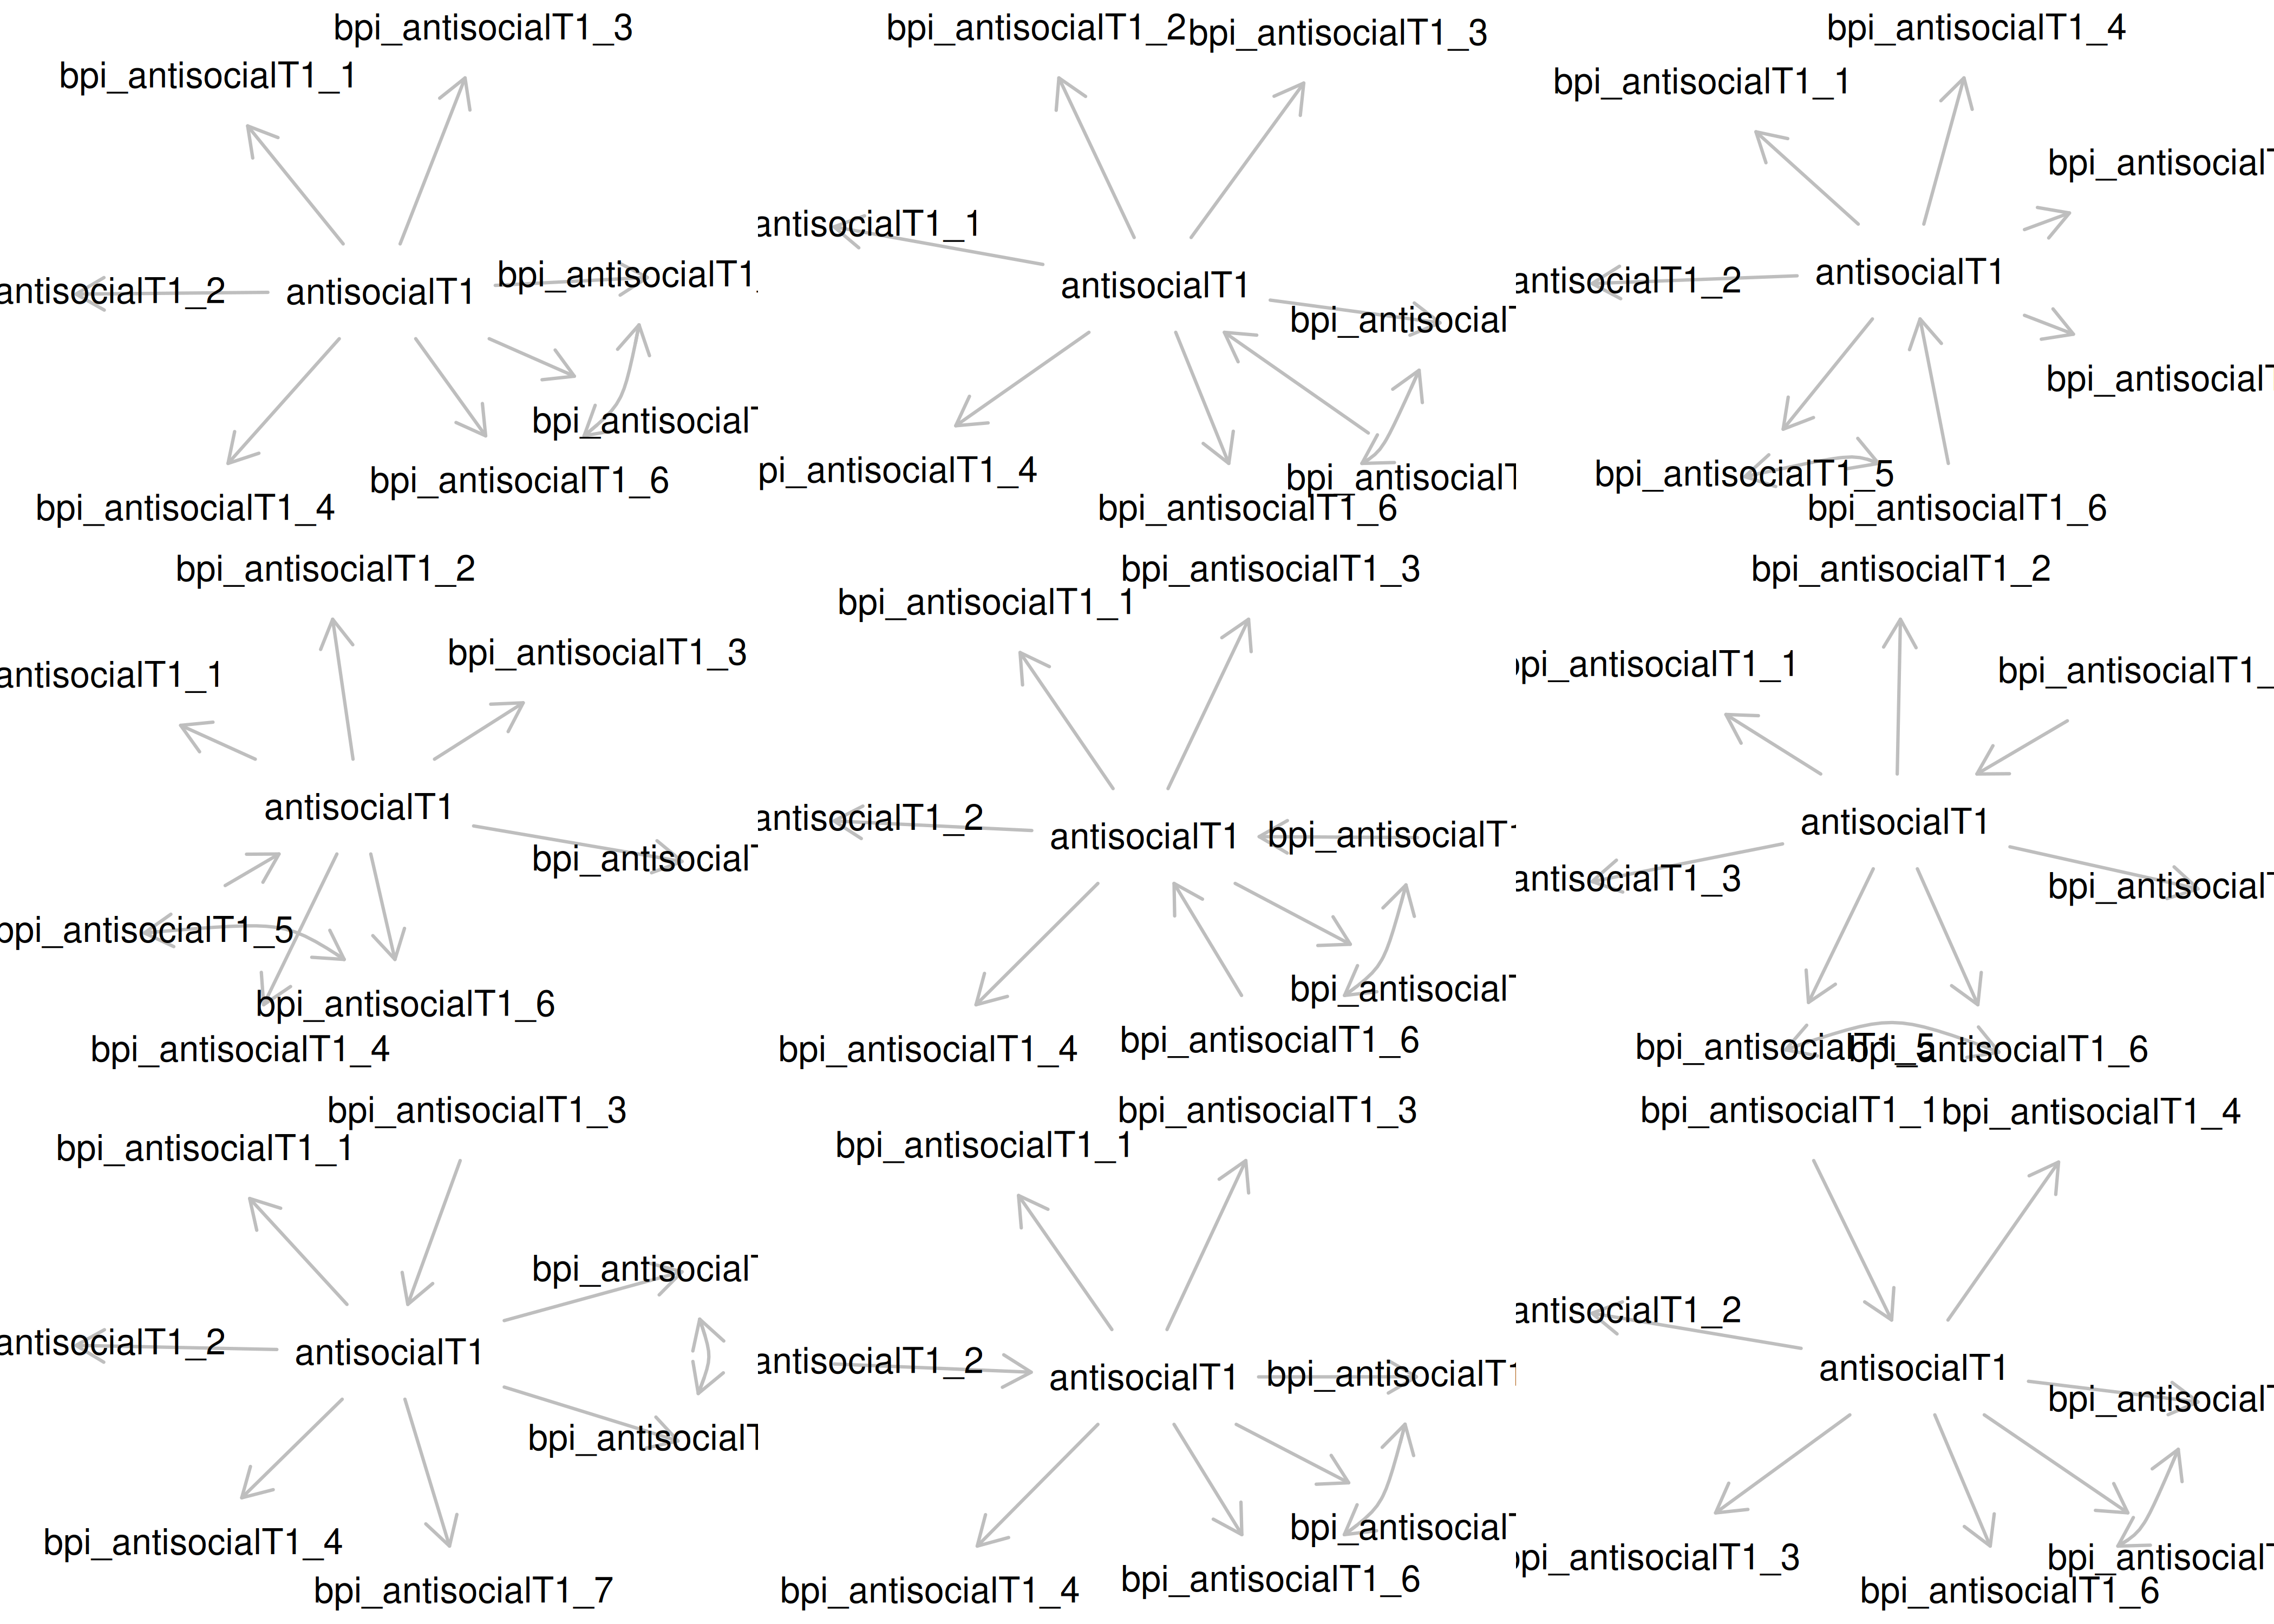 bpi_antisocialT1_3
bpi_antisocialT1_1
antisocialT1_2
antisocialT1
bpi_antisocialT1
bpi_antisocial
bpi_antisocialT1_6
bpi_antisocialT1_4
bpi_antisocialT1_2
bpi_antisocialT1_3
antisocialT1_1
antisocialT1
bpi_antisocial
pi_antisocialT1_4
bpi_antisocial
bpi_antisocialT1_6
bpi_antisocialT1_4
bpi_antisocialT1_1
bpi_antisocial
antisocialT1_2
antisocialT1
bpi_antisocial
bpi_antisocialT1_5
bpi_antisocialT1_6
bpi_antisocialT1_2
antisocialT1_1
bpi_antisocialT1_3
antisocialT1
bpi_antisocial
bpi_antisocialT1_5
bpi_antisocialT1_6
bpi_antisocialT1_4
bpi_antisocialT1_3
bpi_antisocialT1_1
antisocialT1_2
antisocialT1
bpi_antisocialT
bpi_antisocial
bpi_antisocialT1_4
bpi_antisocialT1_6
bpi_antisocialT1_2
pi_antisocialT1_1
bpi_antisocialT1_
antisocialT1
antisocialT1_3
bpi_antisocial
bpi_antisocialT1_5
bpi_antisocialT1_6
bpi_antisocialT1_3
bpi_antisocialT1_1
bpi_antisocial
antisocialT1_2
antisocialT1
bpi_antisocial
bpi_antisocialT1_4
bpi_antisocialT1_7
bpi_antisocialT1_3
bpi_antisocialT1_1
antisocialT1_2
antisocialT1
bpi_antisocialT1
bpi_antisocial
bpi_antisocialT1_4
bpi_antisocialT1_6
bpi_antisocialT1_1
bpi_antisocialT1_4
antisocialT1_2
antisocialT1
bpi_antisocial
pi_antisocialT1_3
bpi_antisocial
bpi_antisocialT1_6